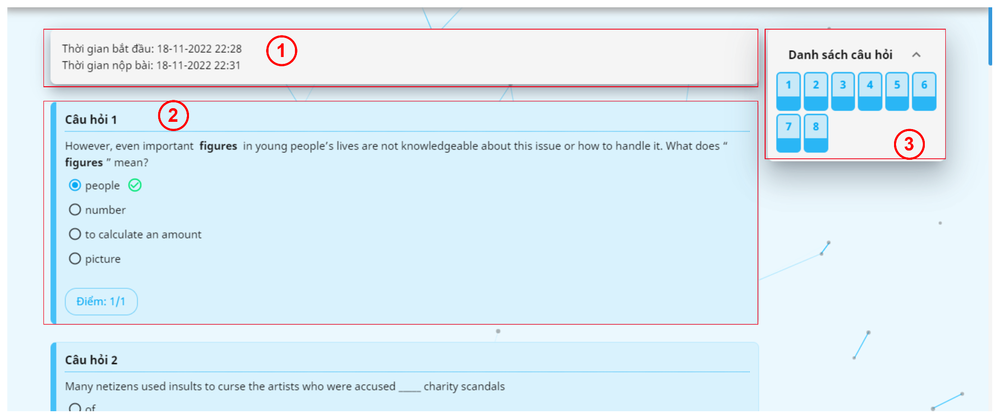 Thời gian bắt đầu: 18-11-2022 22:28
Thời gian nộp bài: 18-11-2022 22:31
1
Câu hỏi 1
2
However, even important figures in young people’s lives are not knowledgeable about this issue or how to handle it. What does “
figures ” mean?
people
number
to calculate an amount
picture
Điểm: 1/1
Câu hỏi 2
Many netizens used insults to curse the artists who were accused _____ charity scandals
of
Danh sách câu hỏi
1 2 3 4 5 6
7 8
3